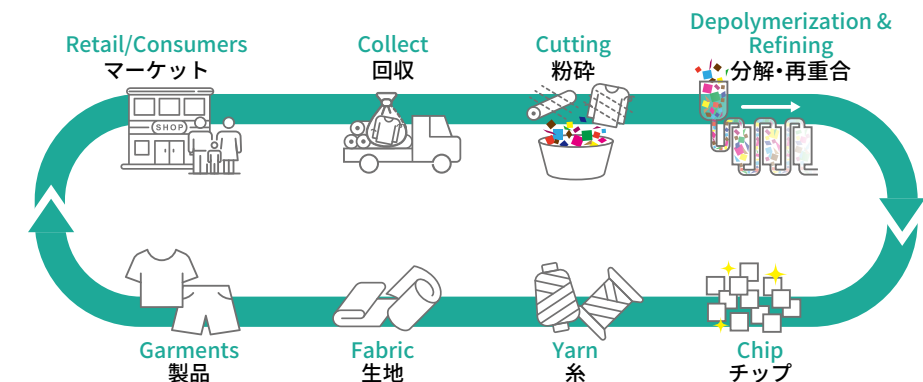 Retail/Consumers
マーケット
Collect
回収
Cutting
粉砕
Depolymerization &
Refining
分解・再重合
SHOP
Garments
製品
Fabric
生地
Yarn
糸
Chip
チップ